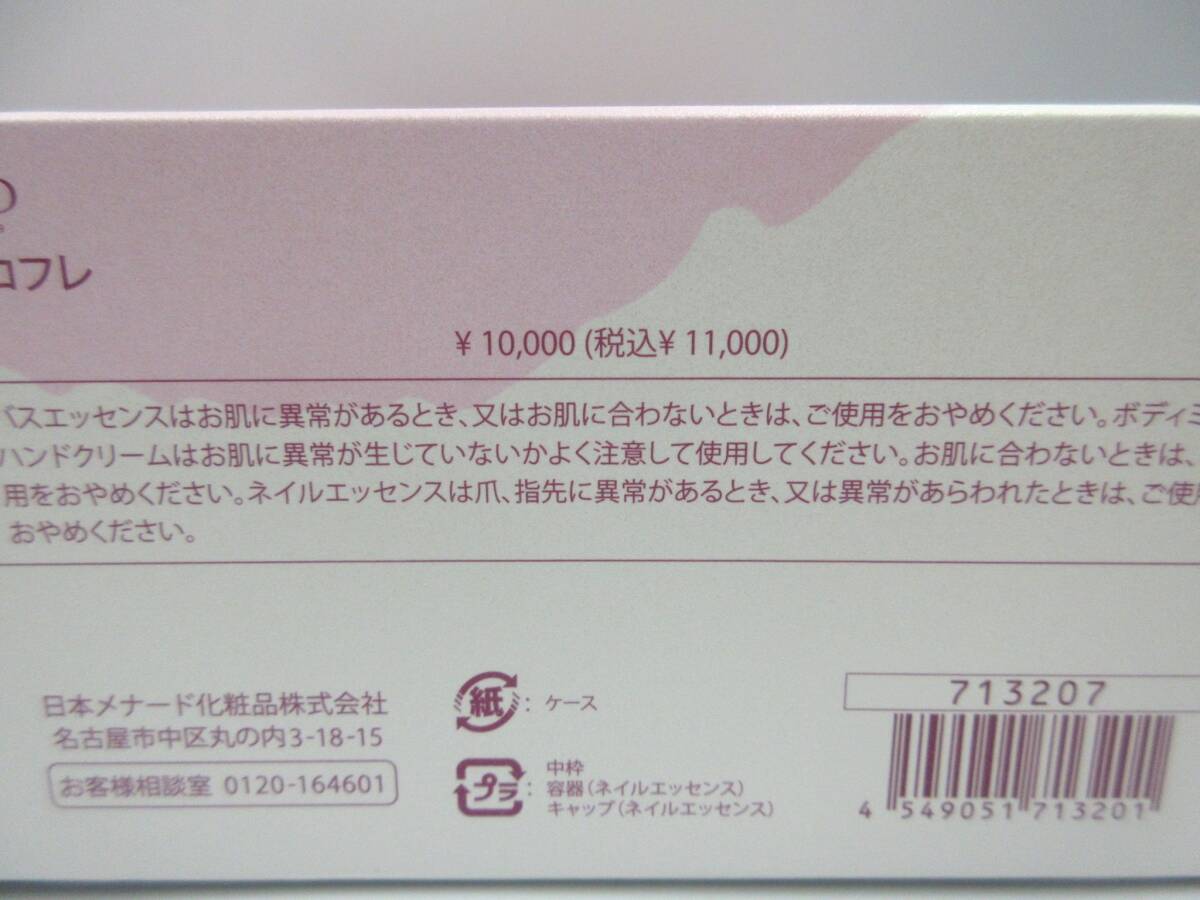 コフレ
¥ 10,000 (税込¥ 11,000)
バスエッセンスはお肌に異常があるとき、又はお肌に合わないときは、ご使用をおやめください。ボディエ
ハンドクリームはお肌に異常が生じていないかよく注意して使用してください。お肌に合わないときは、
用をおやめください。ネイルエッセンスは爪、指先に異常があるとき、又は異常があらわれたときは、ご使用
おやめください。
日本メナード化粧品株式会社
名古屋市中区丸の内3-18-15
お客様相談室 0120-164601
紙 : ケース
プラ : 中枠
容器(ネイルエッセンス)
キャップ(ネイルエッセンス)
713207
4 549051 713201